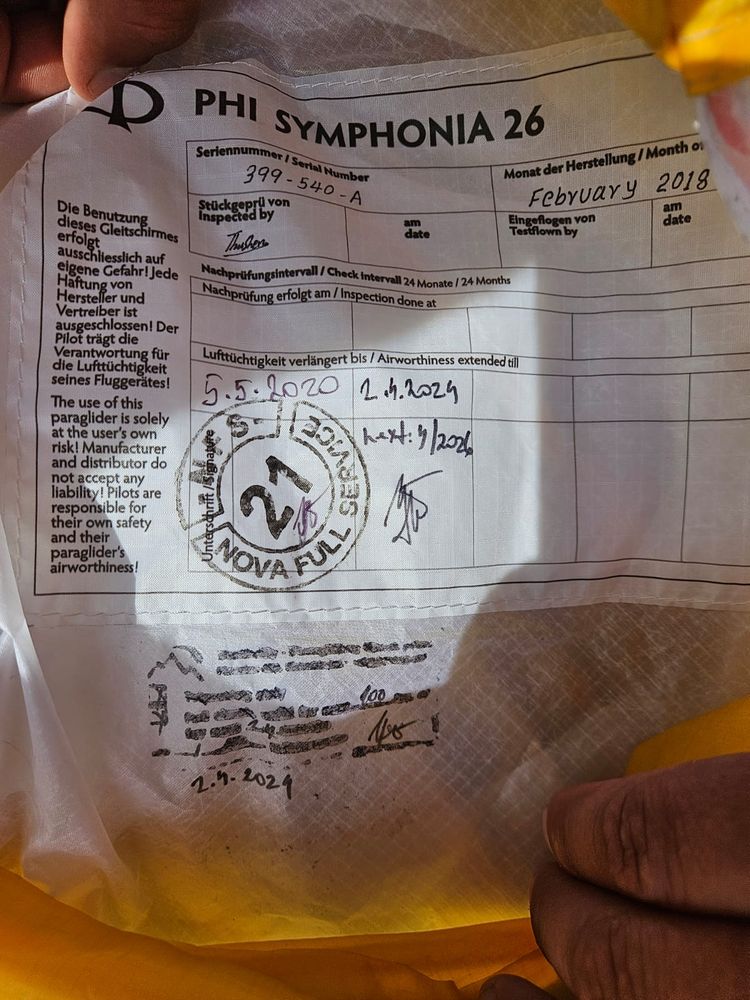 PHI SYMPHONIA 26
Seriennummer / Serial Number
399-540-A
Monat der Herstellung / Month
February 2018
Stückgeprü von
Inspected by
am
date
Eingeflogen von
Testflown by
am
date
Nachprüfungsintervall / Check intervall 24 Monate / 24 Months
Nachprüfung erfolgt am / Inspection done at
Lufttüchtigkeit verlängert bis / Airworthiness extended till
5.5.2020
2.4.2024
next: 4/2026
Unterschrift / Signature
21
NOVA FULL SERVICE
Die Benutzung
dieses Gleitschirmes
erfolgt
ausschliesslich auf
eigene Gefahr! Jede
Haftung von
Hersteller und
Vertreiber ist
ausgeschlossen! Der
Pilot trägt die
Verantwortung für
die Lufttüchtigkeit
seines Fluggerätes!
The use of this
paraglider is solely
at the user's own
risk! Manufacturer
and distributor do
not accept any
liability! Pilots are
responsible for
their own safety
and their
paraglider's
airworthiness!
100
24
2.4.2024